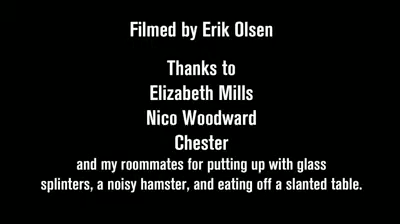 Filmed by Erik Olsen
Thanks to
Elizabeth Mills
Nico Woodward
Chester
and my roommates for putting up with glass
splinters, a noisy hamster, and eating off a slanted table.